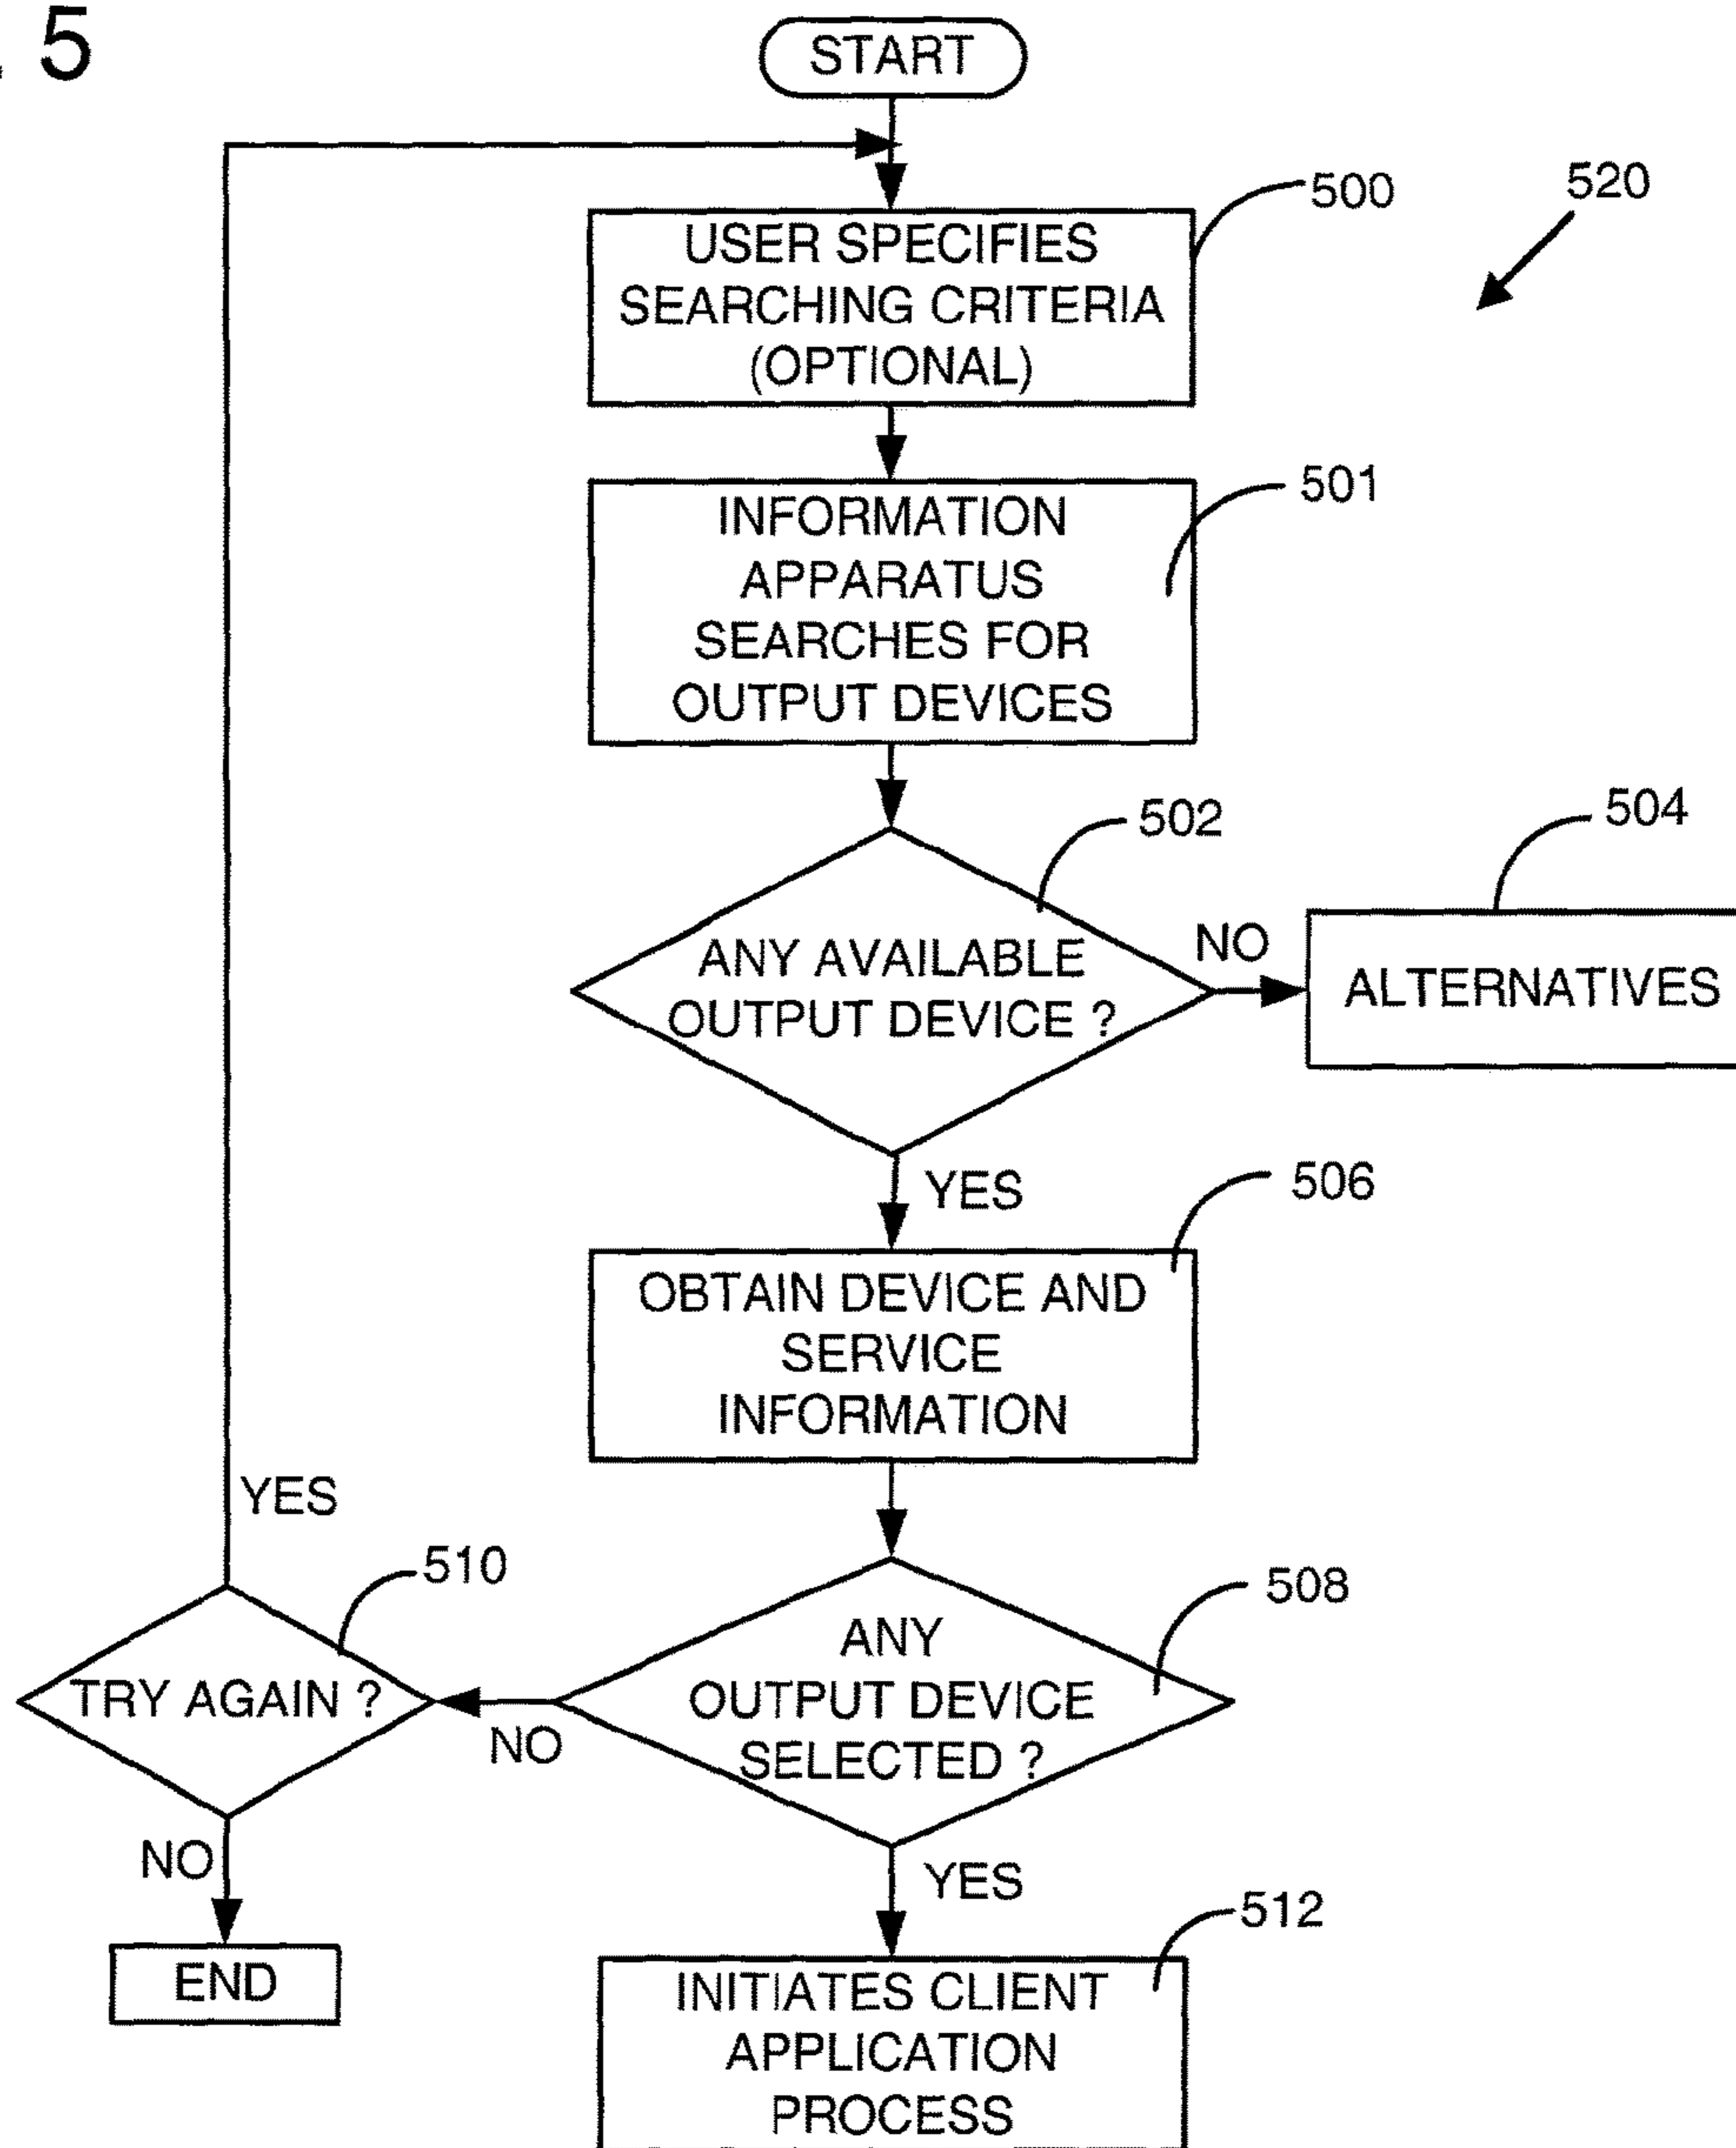 . 5
START
500
520
USER SPECIFIES
SEARCHING CRITERIA
(OPTIONAL)
501
INFORMATION
APPARATUS
SEARCHES FOR
OUTPUT DEVICES
502
504
ANY AVAILABLE
OUTPUT DEVICE ?
NO
ALTERNATIVES
YES
506
OBTAIN DEVICE AND
SERVICE
INFORMATION
YES
510
508
TRY AGAIN ?
NO
ANY
OUTPUT DEVICE
SELECTED ?
NO
YES
512
END
INITIATES CLIENT
APPLICATION
PROCESS